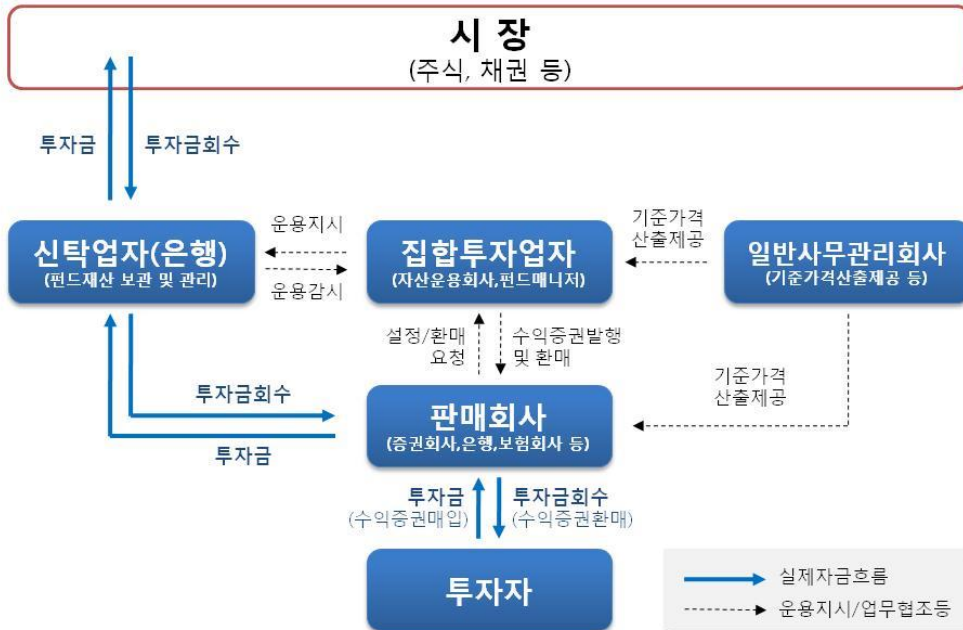 시 장
(주식, 채권 등)
투자금
투자금회수
신탁업자(은행)
(펀드재산 보관 및 관리)
운용지시
운용감시
집합투자업자
(자산운용회사,펀드매니저)
기준가격
산출제공
일반사무관리회사
(기준가격산출제공 등)
설정/환매
요청
수익증권발행
및 환매
기준가격
산출제공
투자금회수
투자금
판매회사
(증권회사,은행,보험회사 등)
투자금
(수익증권매입)
투자금회수
(수익증권환매)
투자자
실제자금흐름
운용지시/업무협조등